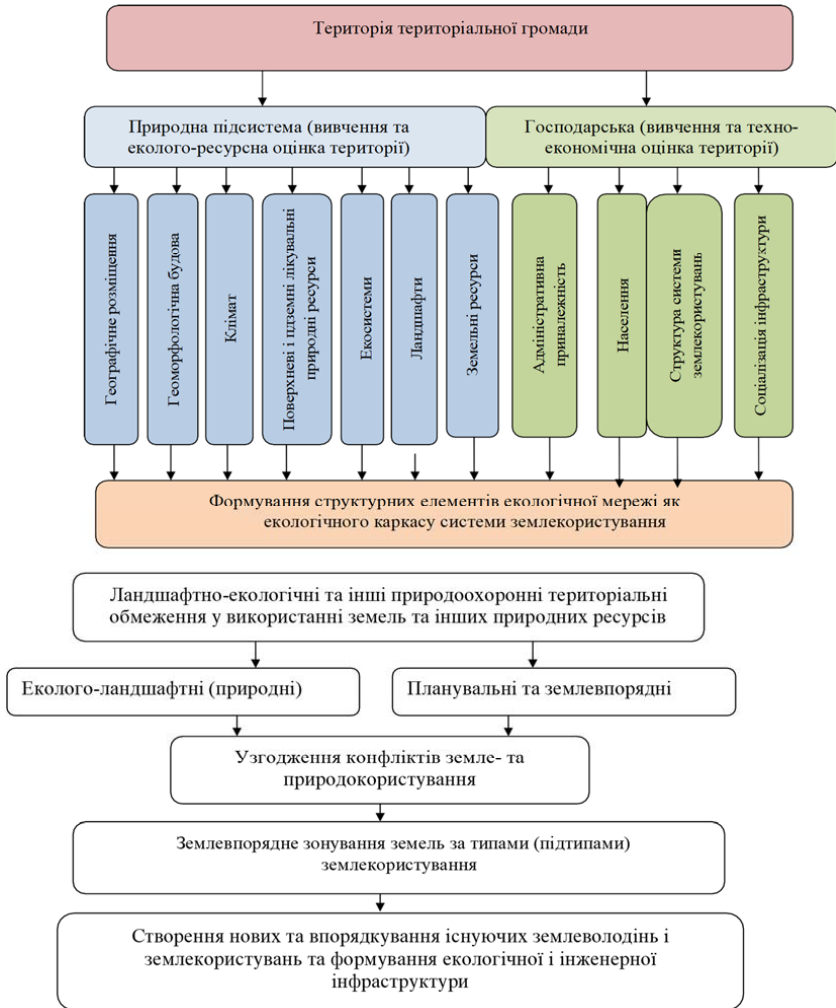 Територія територіальної громади
Природна підсистема (вивчення та
еколого-ресурсна оцінка території)
Господарська (вивчення та техно-
економічна оцінка території)
Географічне розміщення
Геоморфологічна будова
Клімат
Поверхневі і пдземні лікувальні
природні ресурси
Екосистеми
Ландшафти
Земельні ресурси
Адміністративна
приналежність
Населення
Структура системи
землекористувань
Соціалізація інфраструктури
Формування структурних елементів екологічної мережі як
екологічного каркасу системи землекористування
Ландшафтно-екологічні та інші природоохоронні територіальні
обмеження у використанні земель та інших природних ресурсів
Еколого-ландшафтні (природні)
Планувальні та землевпорядні
Узгодження конфліктів земле- та
природокористування
Землевпорядне зонування земель за типами (підтипами)
землекористування
Створення нових та впорядкування існуючих землеволодінь і
землекористувань та формування екологічної і інженерної
інфраструктури